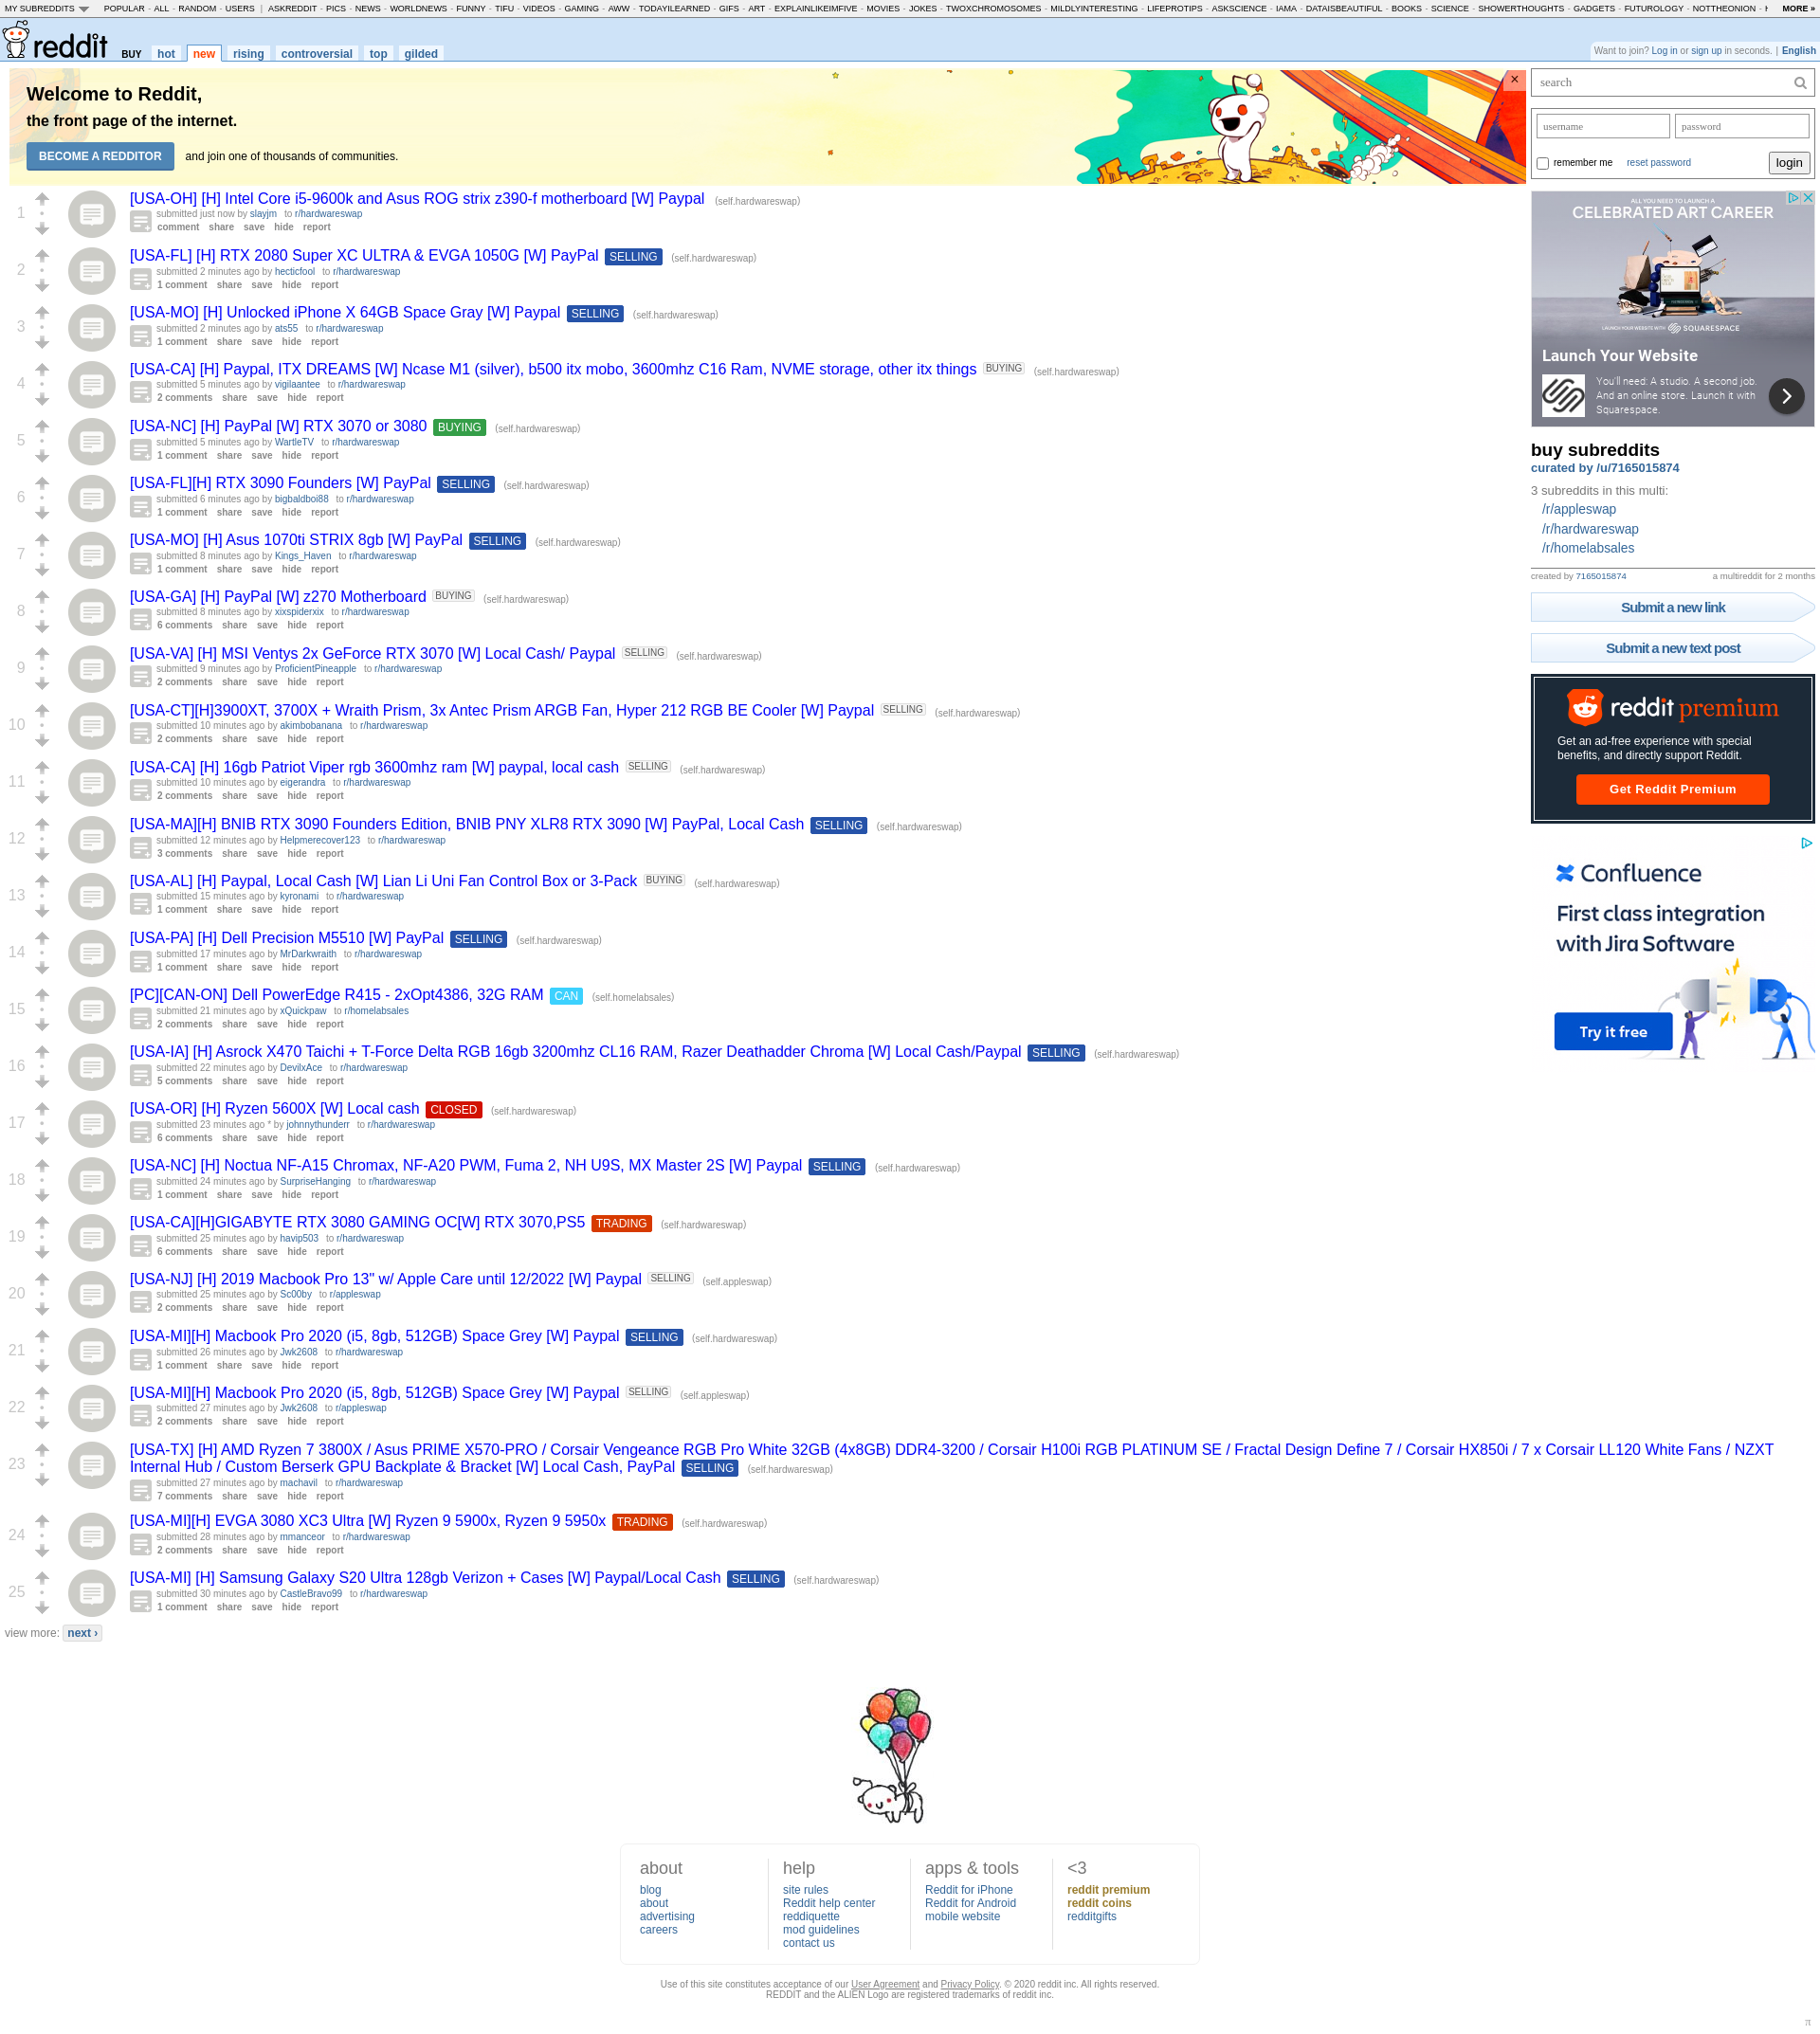 MY SUBREDDITS POPULAR - ALL - RANDOM - USERS | ASKREDDIT - PICS - NEWS - WORLDNEWS - FUNNY - TIFU - VIDEOS - GAMING - AWW - TODAYILEARNED - GIFS - ART - EXPLAINLIKEIMFIVE - MOVIES - JOKES - TWOXCHROMOSOMES - MILDLYINTERESTING - LIFEPROTIPS - ASKSCIENCE - IAMA - DATAISBEAUTIFUL - BOOKS - SCIENCE - SHOWERTHOUGHTS - GADGETS - FUTUROLOGY - NOTTHEONION - MORE »
reddit BUY hot new rising controversial top gilded
Want to join? Log in or sign up in seconds. | English
Welcome to Reddit,
the front page of the internet.
BECOME A REDDITOR and join one of thousands of communities.
×
1
[USA-OH] [H] Intel Core i5-9600k and Asus ROG strix z390-f motherboard [W] Paypal (self.hardwareswap)
submitted just now by slayjm to r/hardwareswap
comment share save hide report
2
[USA-FL] [H] RTX 2080 Super XC ULTRA & EVGA 1050G [W] PayPal SELLING (self.hardwareswap)
submitted 2 minutes ago by hecticfool to r/hardwareswap
1 comment share save hide report
3
[USA-MO] [H] Unlocked iPhone X 64GB Space Gray [W] Paypal SELLING (self.hardwareswap)
submitted 2 minutes ago by ats55 to r/hardwareswap
1 comment share save hide report
4
[USA-CA] [H] Paypal, ITX DREAMS [W] Ncase M1 (silver), b500 itx mobo, 3600mhz C16 Ram, NVME storage, other itx things BUYING (self.hardwareswap)
submitted 5 minutes ago by vigilaantee to r/hardwareswap
2 comments share save hide report
5
[USA-NC] [H] PayPal [W] RTX 3070 or 3080 BUYING (self.hardwareswap)
submitted 5 minutes ago by WartleTV to r/hardwareswap
1 comment share save hide report
6
[USA-FL][H] RTX 3090 Founders [W] PayPal SELLING (self.hardwareswap)
submitted 6 minutes ago by bigbaldboi88 to r/hardwareswap
1 comment share save hide report
7
[USA-MO] [H] Asus 1070ti STRIX 8gb [W] PayPal SELLING (self.hardwareswap)
submitted 8 minutes ago by Kings_Haven to r/hardwareswap
1 comment share save hide report
8
[USA-GA] [H] PayPal [W] z270 Motherboard BUYING (self.hardwareswap)
submitted 8 minutes ago by xixspiderxix to r/hardwareswap
6 comments share save hide report
9
[USA-VA] [H] MSI Ventys 2x GeForce RTX 3070 [W] Local Cash/ Paypal SELLING (self.hardwareswap)
submitted 9 minutes ago by ProficientPineapple to r/hardwareswap
2 comments share save hide report
10
[USA-CT][H]3900XT, 3700X + Wraith Prism, 3x Antec Prism ARGB Fan, Hyper 212 RGB BE Cooler [W] Paypal SELLING (self.hardwareswap)
submitted 10 minutes ago by akimbobanana to r/hardwareswap
2 comments share save hide report
11
[USA-CA] [H] 16gb Patriot Viper rgb 3600mhz ram [W] paypal, local cash SELLING (self.hardwareswap)
submitted 10 minutes ago by eigerandra to r/hardwareswap
2 comments share save hide report
12
[USA-MA][H] BNIB RTX 3090 Founders Edition, BNIB PNY XLR8 RTX 3090 [W] PayPal, Local Cash SELLING (self.hardwareswap)
submitted 12 minutes ago by Helpmerecover123 to r/hardwareswap
3 comments share save hide report
13
[USA-AL] [H] Paypal, Local Cash [W] Lian Li Uni Fan Control Box or 3-Pack BUYING (self.hardwareswap)
submitted 15 minutes ago by kyronami to r/hardwareswap
1 comment share save hide report
14
[USA-PA] [H] Dell Precision M5510 [W] PayPal SELLING (self.hardwareswap)
submitted 17 minutes ago by MrDarkwraith to r/hardwareswap
1 comment share save hide report
15
[PC][CAN-ON] Dell PowerEdge R415 - 2xOpt4386, 32G RAM CAN (self.homelabsales)
submitted 21 minutes ago by xQuickpaw to r/homelabsales
2 comments share save hide report
16
[USA-IA] [H] Asrock X470 Taichi + T-Force Delta RGB 16gb 3200mhz CL16 RAM, Razer Deathadder Chroma [W] Local Cash/Paypal SELLING (self.hardwareswap)
submitted 22 minutes ago by DevilxAce to r/hardwareswap
5 comments share save hide report
17
[USA-OR] [H] Ryzen 5600X [W] Local cash CLOSED (self.hardwareswap)
submitted 23 minutes ago * by johnnythunderr to r/hardwareswap
6 comments share save hide report
18
[USA-NC] [H] Noctua NF-A15 Chromax, NF-A20 PWM, Fuma 2, NH U9S, MX Master 2S [W] Paypal SELLING (self.hardwareswap)
submitted 24 minutes ago by SurpriseHanging to r/hardwareswap
1 comment share save hide report
19
[USA-CA][H]GIGABYTE RTX 3080 GAMING OC[W] RTX 3070,PS5 TRADING (self.hardwareswap)
submitted 25 minutes ago by havip503 to r/hardwareswap
6 comments share save hide report
20
[USA-NJ] [H] 2019 Macbook Pro 13” w/ Apple Care until 12/2022 [W] Paypal SELLING (self.appleswap)
submitted 25 minutes ago by Sc00by to r/appleswap
2 comments share save hide report
21
[USA-MI][H] Macbook Pro 2020 (i5, 8gb, 512GB) Space Grey [W] Paypal SELLING (self.hardwareswap)
submitted 26 minutes ago by Jwk2608 to r/hardwareswap
1 comment share save hide report
22
[USA-MI][H] Macbook Pro 2020 (i5, 8gb, 512GB) Space Grey [W] Paypal SELLING (self.appleswap)
submitted 27 minutes ago by Jwk2608 to r/appleswap
2 comments share save hide report
23
[USA-TX] [H] AMD Ryzen 7 3800X / Asus PRIME X570-PRO / Corsair Vengeance RGB Pro White 32GB (4x8GB) DDR4-3200 / Corsair H100i RGB PLATINUM SE / Fractal Design Define 7 / Corsair HX850i / 7 x Corsair LL120 White Fans / NZXT
Internal Hub / Custom Berserk GPU Backplate & Bracket [W] Local Cash, PayPal SELLING (self.hardwareswap)
submitted 27 minutes ago by machavil to r/hardwareswap
7 comments share save hide report
24
[USA-MI][H] EVGA 3080 XC3 Ultra [W] Ryzen 9 5900x, Ryzen 9 5950x TRADING (self.hardwareswap)
submitted 28 minutes ago by mmanceor to r/hardwareswap
2 comments share save hide report
25
[USA-MI] [H] Samsung Galaxy S20 Ultra 128gb Verizon + Cases [W] Paypal/Local Cash SELLING (self.hardwareswap)
submitted 30 minutes ago by CastleBravo99 to r/hardwareswap
1 comment share save hide report
view more: next ›
search
username password
remember me reset password login
ALL YOU NEED TO LAUNCH A
CELEBRATED ART CAREER
LAUNCH YOUR WEBSITE WITH SQUARESPACE
Launch Your Website
You'll need: A studio. A second job.
And an online store. Launch it with
Squarespace.
buy subreddits
curated by /u/7165015874
3 subreddits in this multi:
/r/appleswap
/r/hardwareswap
/r/homelabsales
created by 7165015874 a multireddit for 2 months
Submit a new link
Submit a new text post
reddit premium
Get an ad-free experience with special
benefits, and directly support Reddit.
Get Reddit Premium
Confluence
First class integration
with Jira Software
Try it free
about
blog
about
advertising
careers
help
site rules
Reddit help center
reddiquette
mod guidelines
contact us
apps & tools
Reddit for iPhone
Reddit for Android
mobile website
<3
reddit premium
reddit coins
redditgifts
Use of this site constitutes acceptance of our User Agreement and Privacy Policy. © 2020 reddit inc. All rights reserved.
REDDIT and the ALIEN Logo are registered trademarks of reddit inc.
π